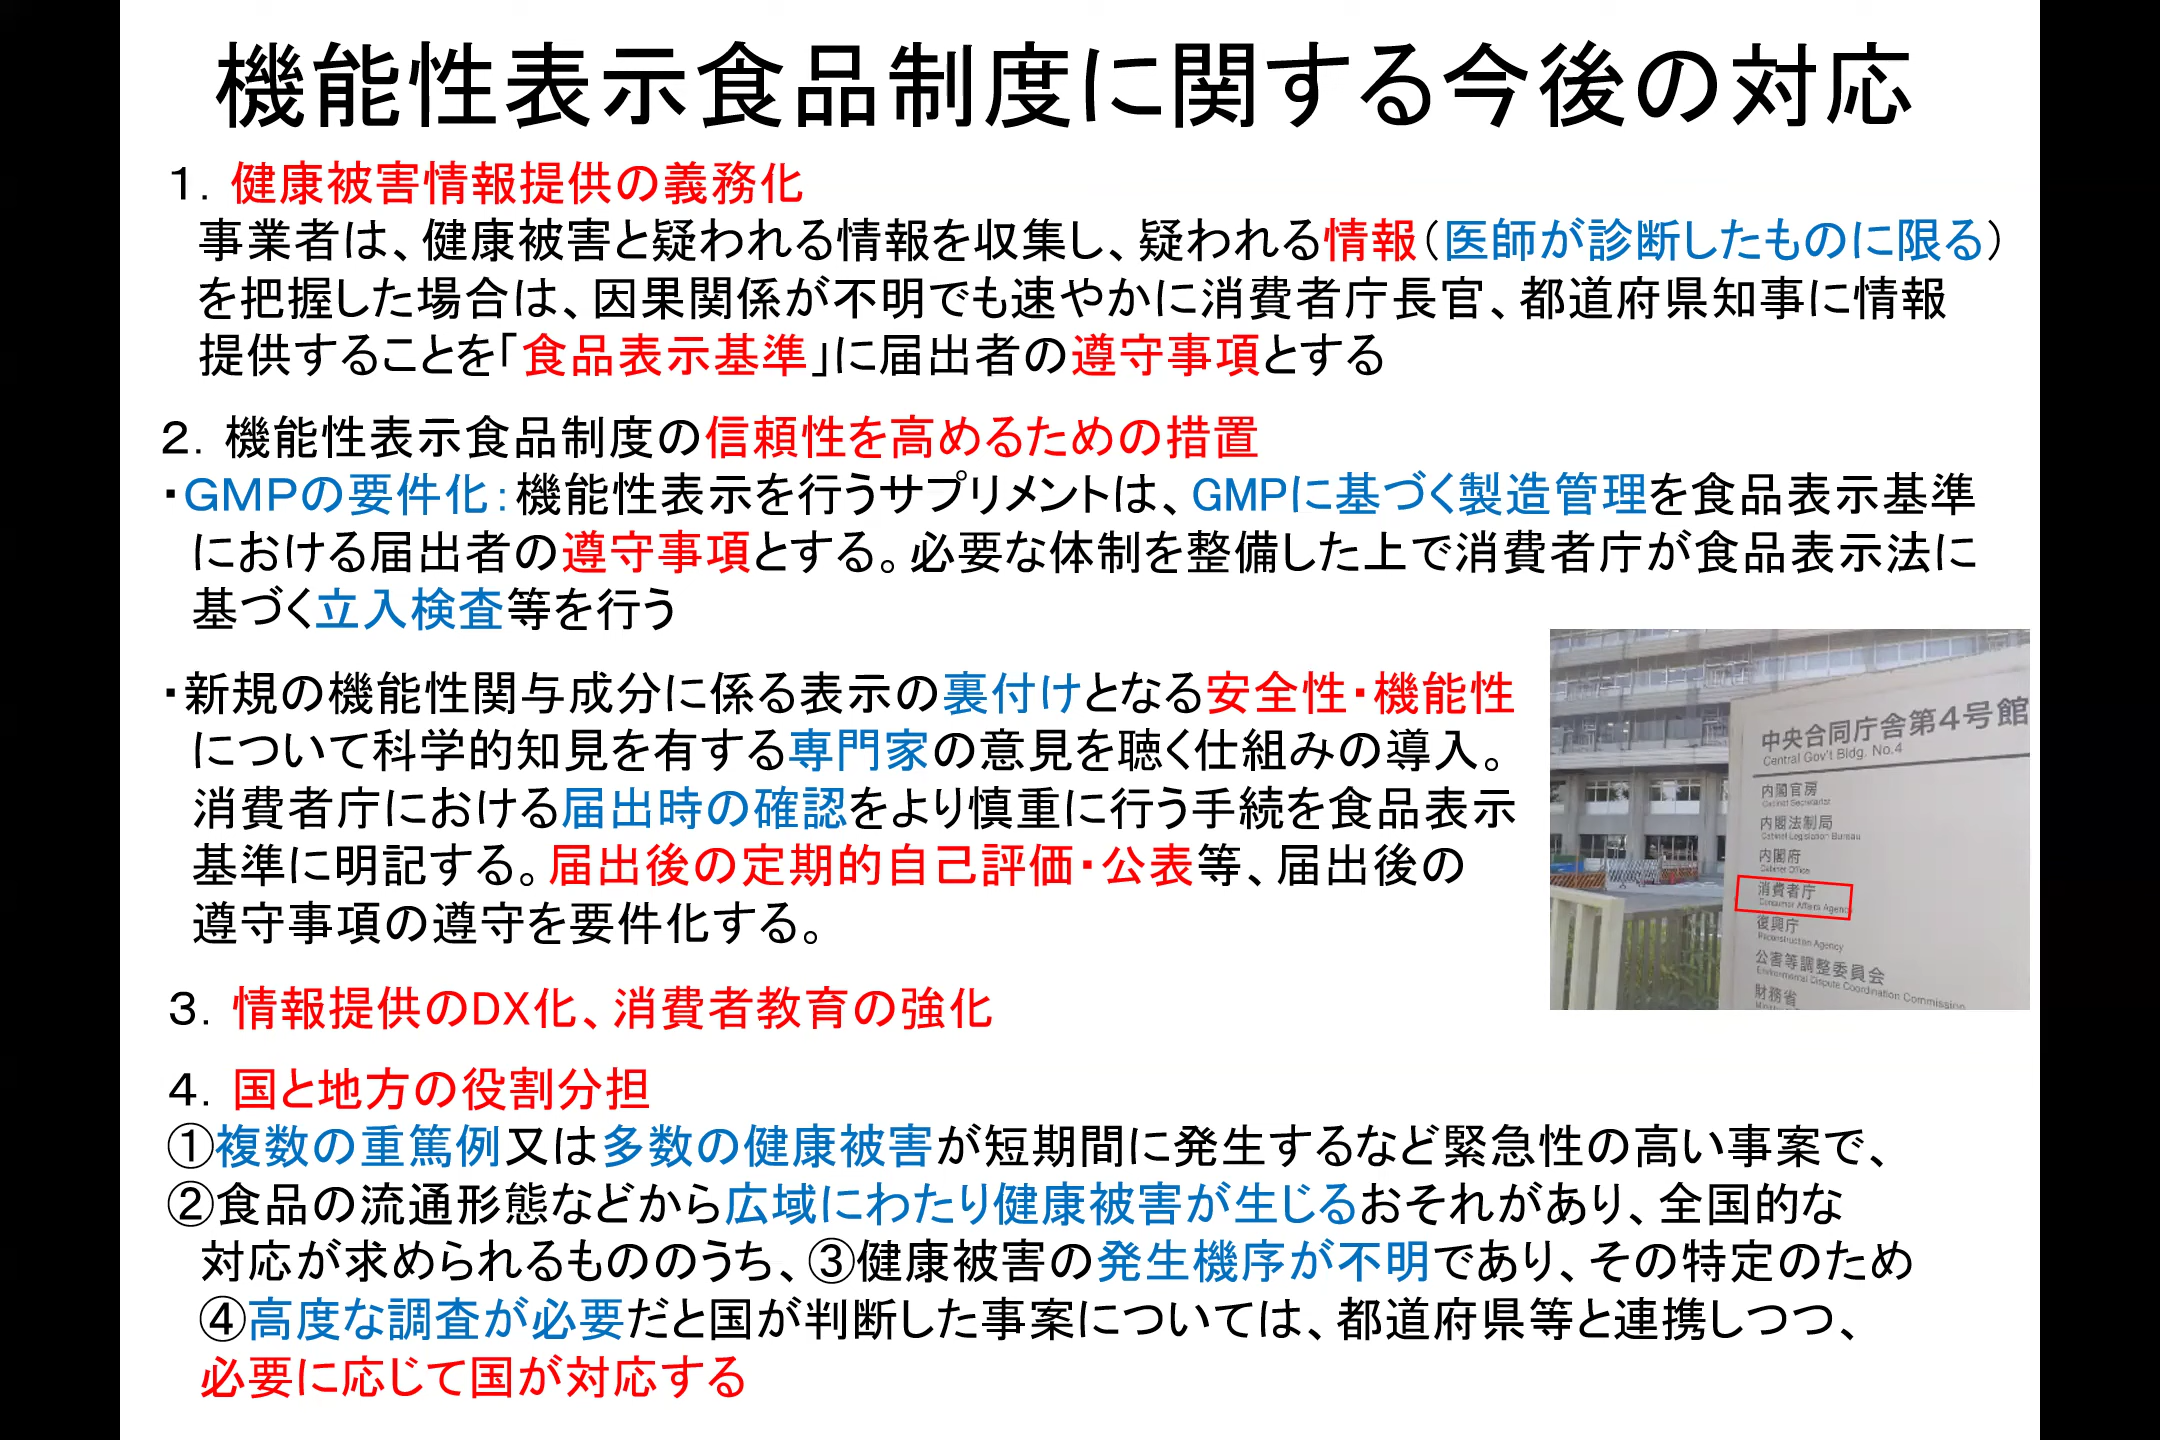 機能性表示食品制度に関する今後の対応
１．健康被害情報提供の義務化
事業者は、健康被害と疑われる情報を収集し、疑われる情報（医師が診断したものに限る）
を把握した場合は、因果関係が不明でも速やかに消費者庁長官、都道府県知事に情報
提供することを「食品表示基準」に届出者の遵守事項とする
２．機能性表示食品制度の信頼性を高めるための措置
・GMPの要件化：機能性表示を行うサプリメントは、GMPに基づく製造管理を食品表示基準
における届出者の遵守事項とする。必要な体制を整備した上で消費者庁が食品表示法に
基づく立入検査等を行う
・新規の機能性関与成分に係る表示の裏付けとなる安全性・機能性
について科学的知見を有する専門家の意見を聴く仕組みの導入。
消費者庁における届出時の確認をより慎重に行う手続を食品表示
基準に明記する。届出後の定期的自己評価・公表等、届出後の
遵守事項の遵守を要件化する。
中央合同庁舎第4号館
Central Gov't Bldg. No.4
内閣官房
Cabinet Secretariat
内閣法制局
Cabinet Legislation Bureau
内閣府
Cabinet Office
消費者庁
Consumer Affairs Agency
復興庁
Reconstruction Agency
公害等調整委員会
Environmental Dispute Coordination Commission
財務省
３．情報提供のDX化、消費者教育の強化
４．国と地方の役割分担
①複数の重篤例又は多数の健康被害が短期間に発生するなど緊急性の高い事案で、
②食品の流通形態などから広域にわたり健康被害が生じるおそれがあり、全国的な
対応が求められるもののうち、③健康被害の発生機序が不明であり、その特定のため
④高度な調査が必要だと国が判断した事案については、都道府県等と連携しつつ、
必要に応じて国が対応する